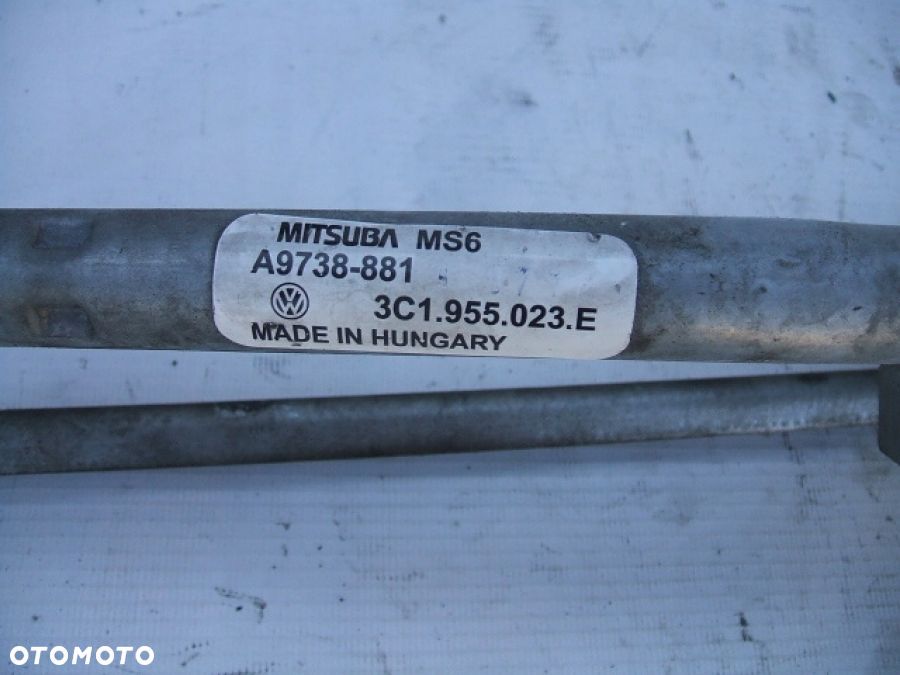 MITSUBA MS6
A9738-881
3C1.955.023.E
MADE IN HUNGARY
OTOMOTO